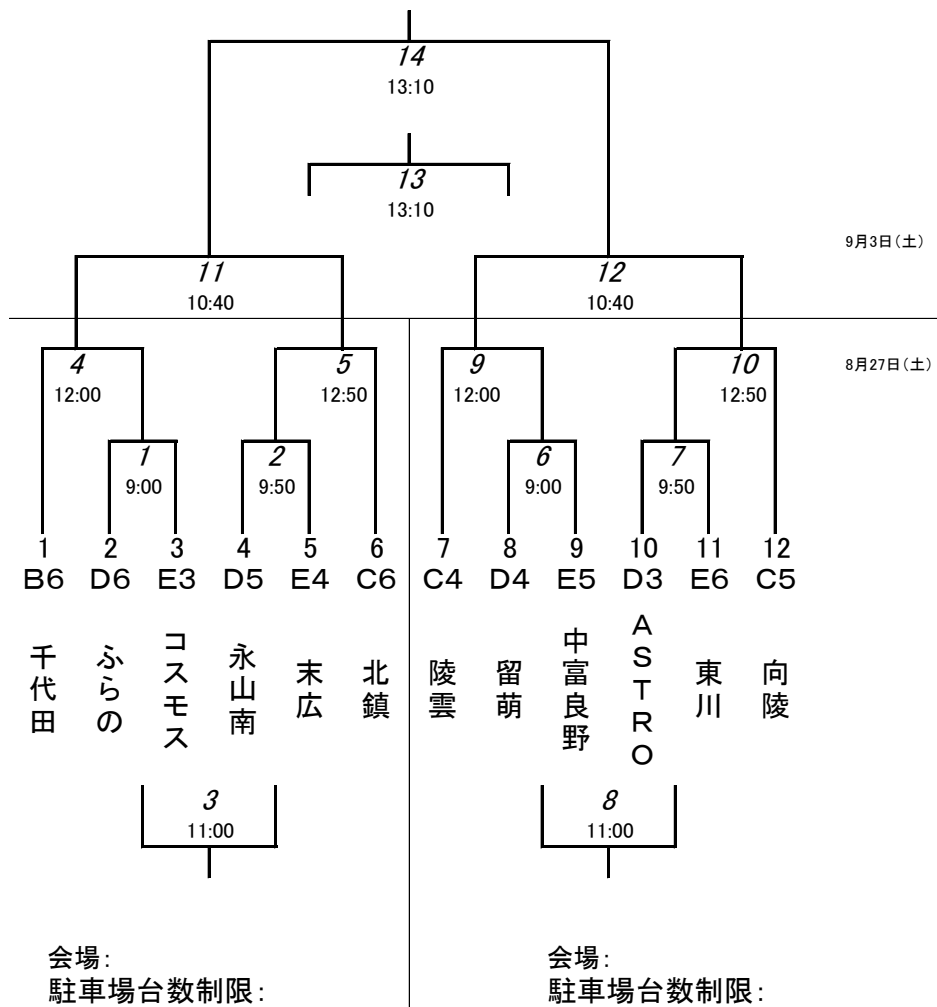 14
13:10
13
13:10
9月3日(土)
11
12
10:40
10:40
4
5
9
10
8月27日(土)
12:00
12:50
12:00
12:50
1
2
6
7
9:00
9:50
9:00
9:50
1 2 3 4 5 6 7 8 9 10 11 12
B6 D6 E3 D5 E4 C6 C4 D4 E5 D3 E6 C5
千代田
ふらの
コスモス
永山南
末広
北鎮
陵雲
留萌
中富良野
ASTRO
東川
向陵
3
8
11:00
11:00
会場:
会場:
駐車場台数制限:
駐車場台数制限: